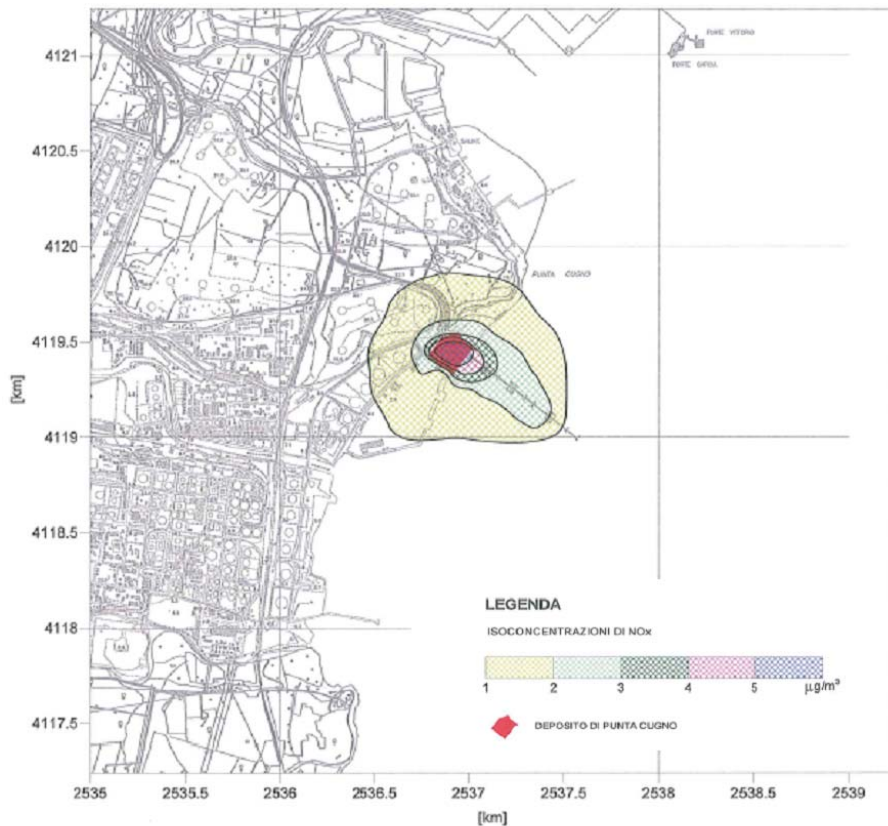 4121
4120.5
4120
4119.5
4119
4118.5
4118
4117.5
[km]
PUNTA CUGNO
LEGENDA
ISOCONCENTRAZIONI DI NOx
1 2 3 4 5 μg/m³
DEPOSITO DI PUNTA CUGNO
2535 2535.5 2536 2536.5 2537 2537.5 2538 2538.5 2539
[km]